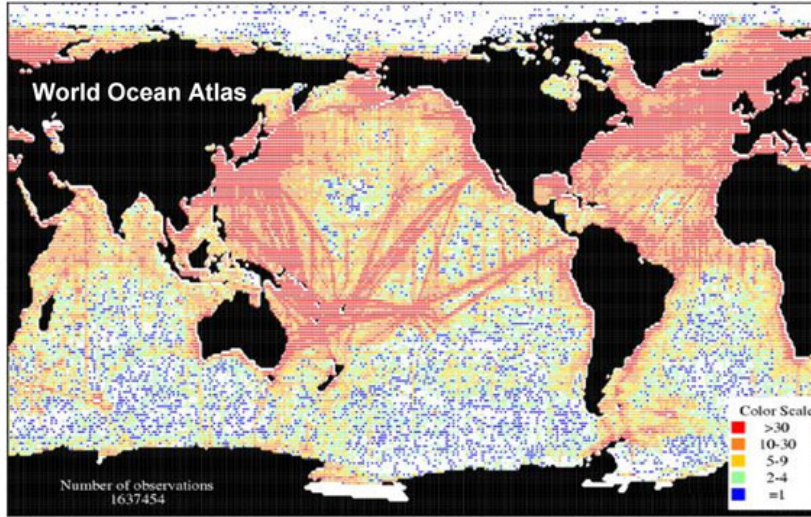 World Ocean Atlas
Number of observations
1637454
Color Scale
>30
10-30
5-9
2-4
=1